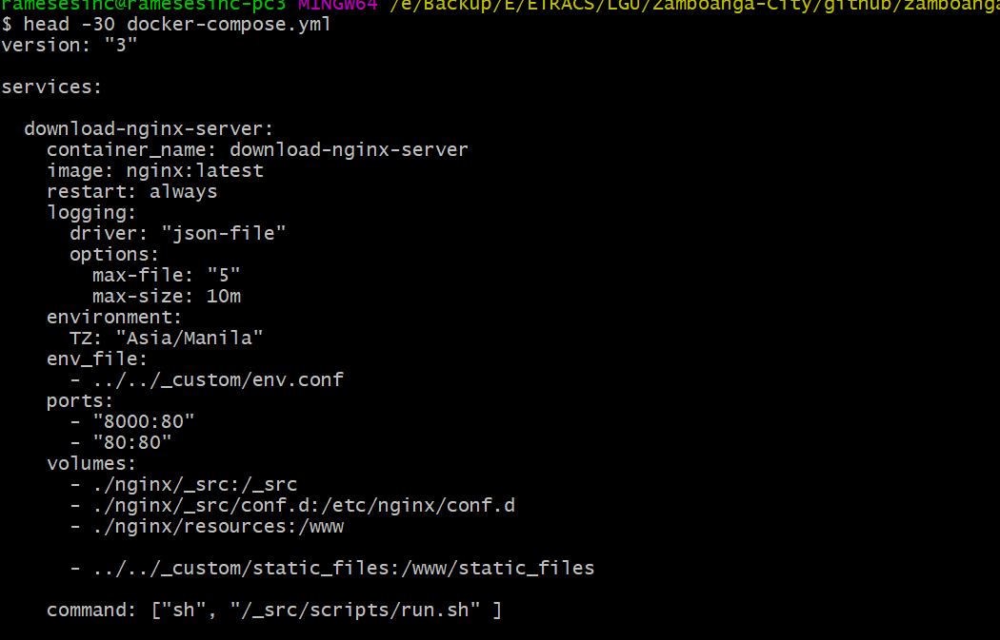 ramesesinc@ramesesinc-pc3 MINGW64 /e/Backup/E/ETRACS/LGU/Zamboanga-City/github/zamboanga
$ head -30 docker-compose.yml
version: "3"
services:
download-nginx-server:
container_name: download-nginx-server
image: nginx:latest
restart: always
logging:
driver: "json-file"
options:
max-file: "5"
max-size: 10m
environment:
TZ: "Asia/Manila"
env_file:
- ../../_custom/env.conf
ports:
- "8000:80"
- "80:80"
volumes:
- ./nginx/_src:/_src
- ./nginx/_src/conf.d:/etc/nginx/conf.d
- ./nginx/resources:/www
- ../../_custom/static_files:/www/static_files
command: ["sh", "/_src/scripts/run.sh" ]